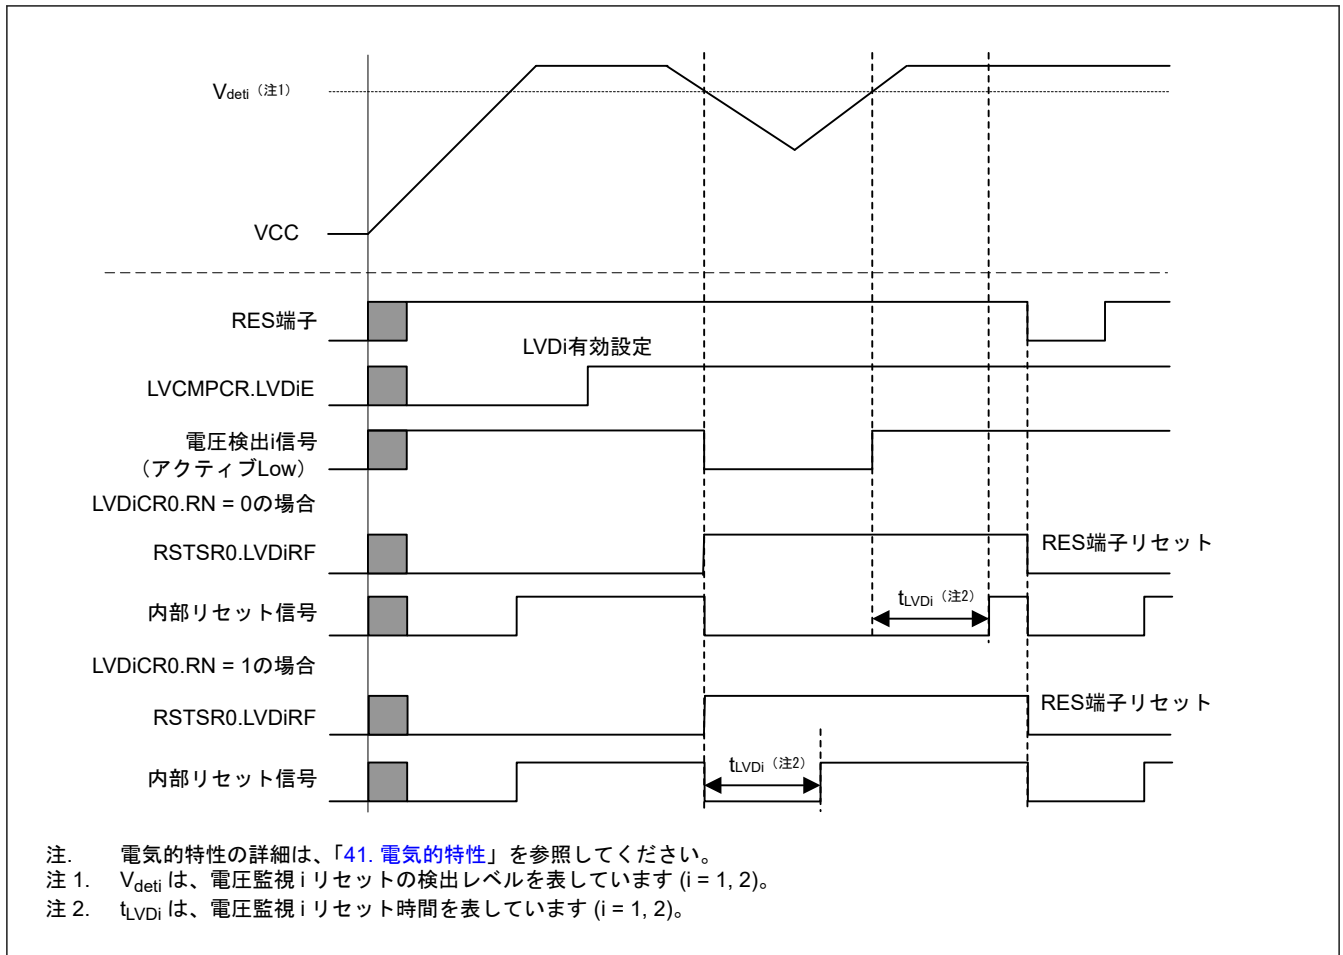 Vdeti（注1）
VCC
RES端子
LVDi有効設定
LVCMPCR.LVDiE
電圧検出i信号
（アクティブLow）
LVDiCR0.RN = 0の場合
RSTSR0.LVDiRF
RES端子リセット
内部リセット信号
tLVDi（注2）
LVDiCR0.RN = 1の場合
RSTSR0.LVDiRF
RES端子リセット
内部リセット信号
tLVDi（注2）
注. 電気的特性の詳細は、「41. 電気的特性」を参照してください。
注 1. Vdeti は、電圧監視 i リセットの検出レベルを表しています (i = 1, 2)。
注 2. tLVDi は、電圧監視 i リセット時間を表しています (i = 1, 2)。